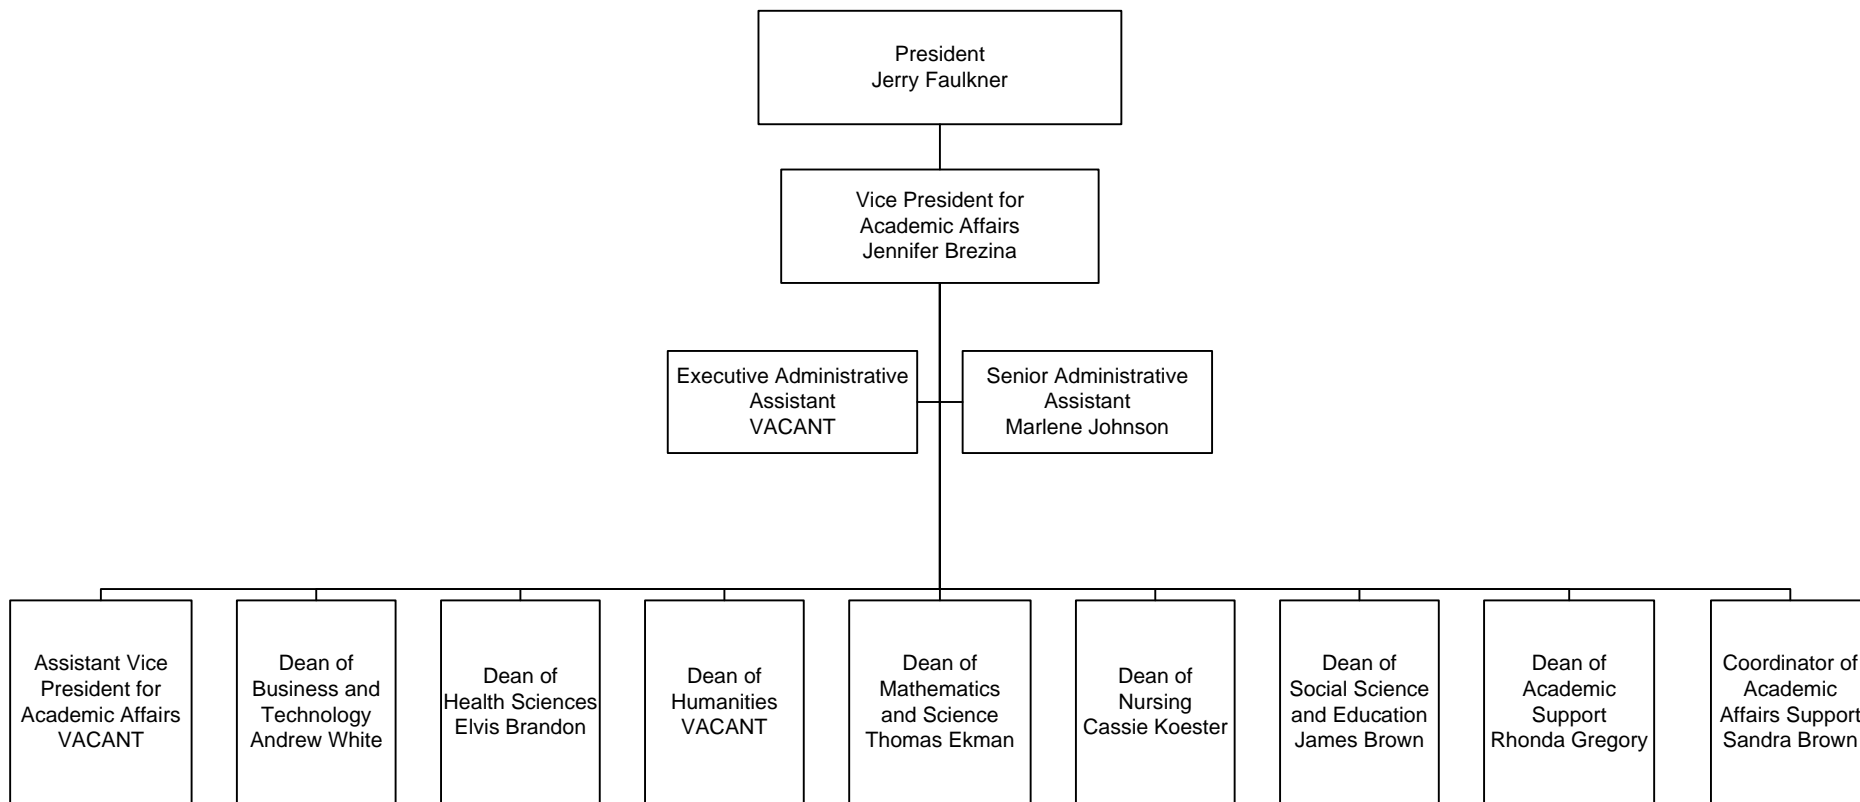 President
Jerry Faulkner
Vice President for
Academic Affairs
Jennifer Brezina
Executive Administrative
Assistant
VACANT
Senior Administrative
Assistant
Marlene Johnson
Assistant Vice
President for
Academic Affairs
VACANT
Dean of
Business and
Technology
Andrew White
Dean of
Health Sciences
Elvis Brandon
Dean of
Humanities
VACANT
Dean of
Mathematics
and Science
Thomas Ekman
Dean of
Nursing
Cassie Koester
Dean of
Social Science
and Education
James Brown
Dean of
Academic
Support
Rhonda Gregory
Coordinator of
Academic
Affairs Support
Sandra Brown